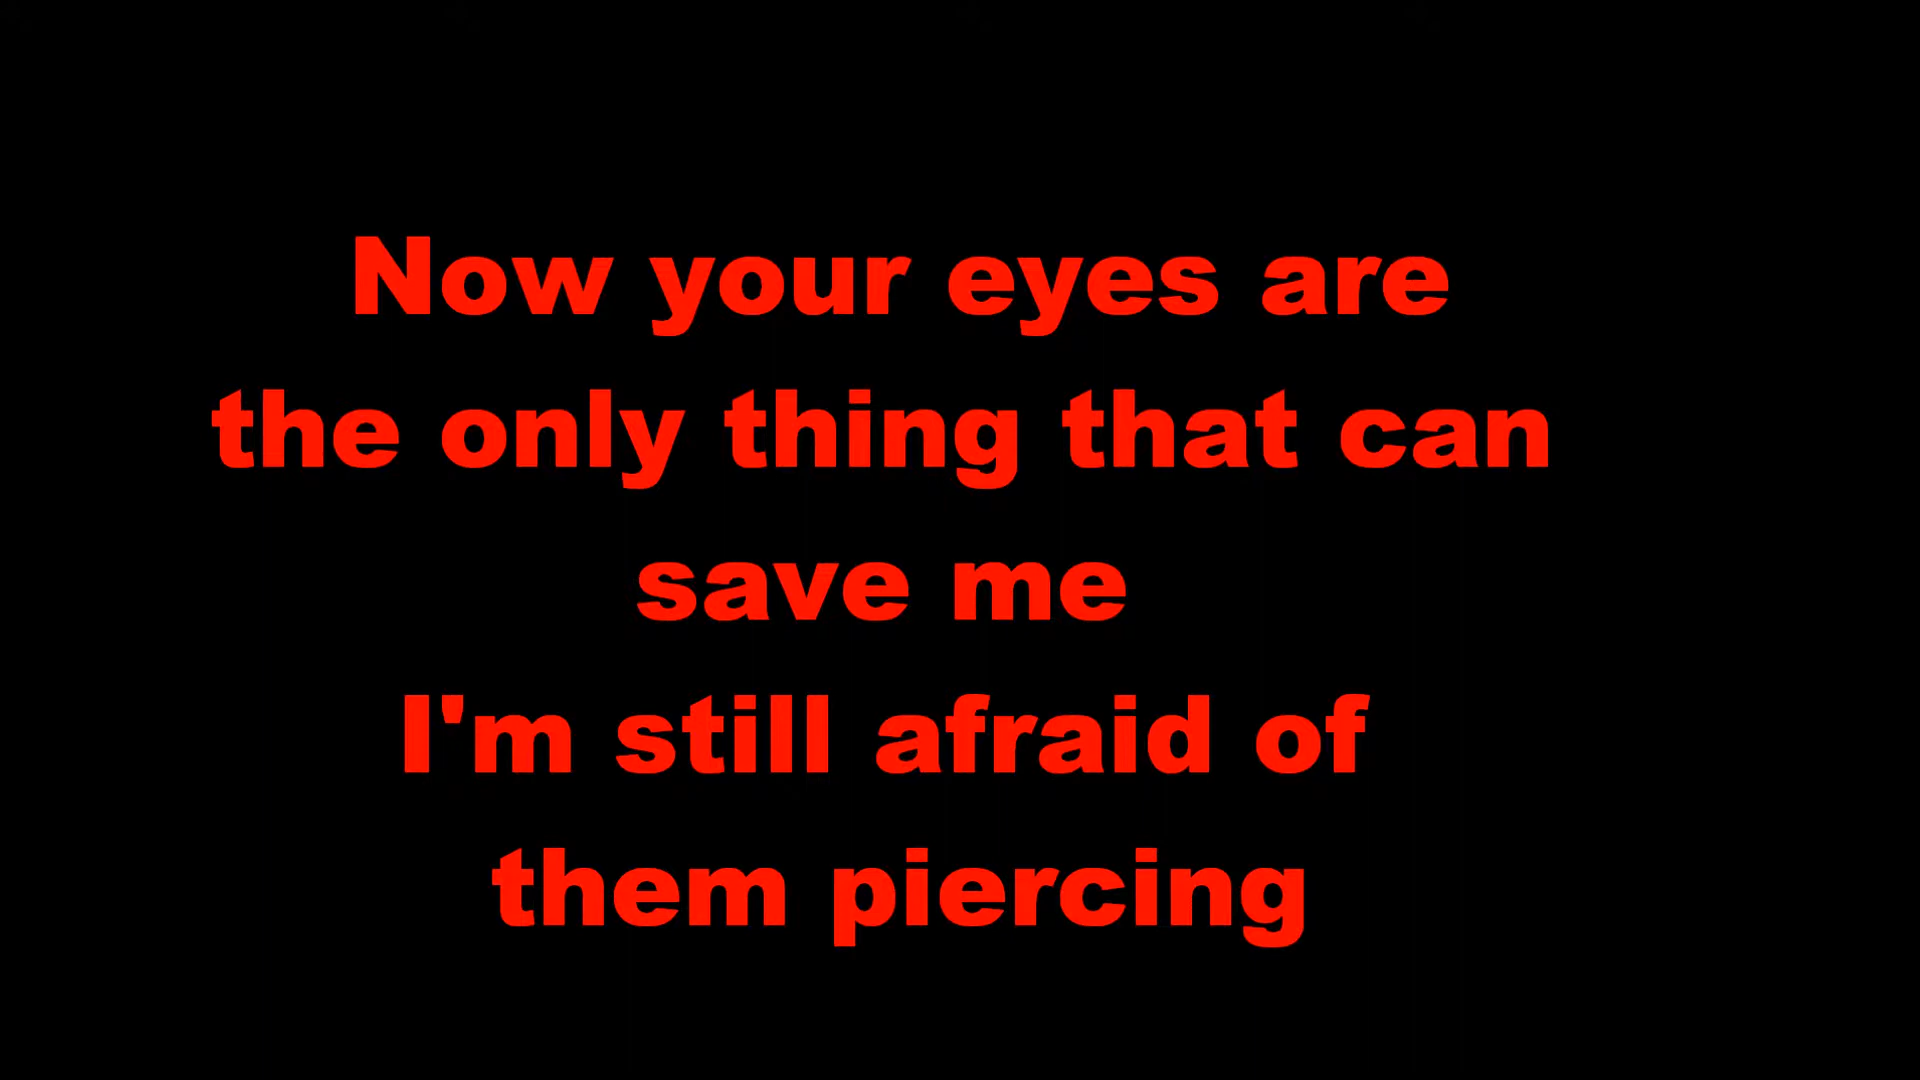 Now your eyes are
the only thing that can
save me
I'm still afraid of
them piercing